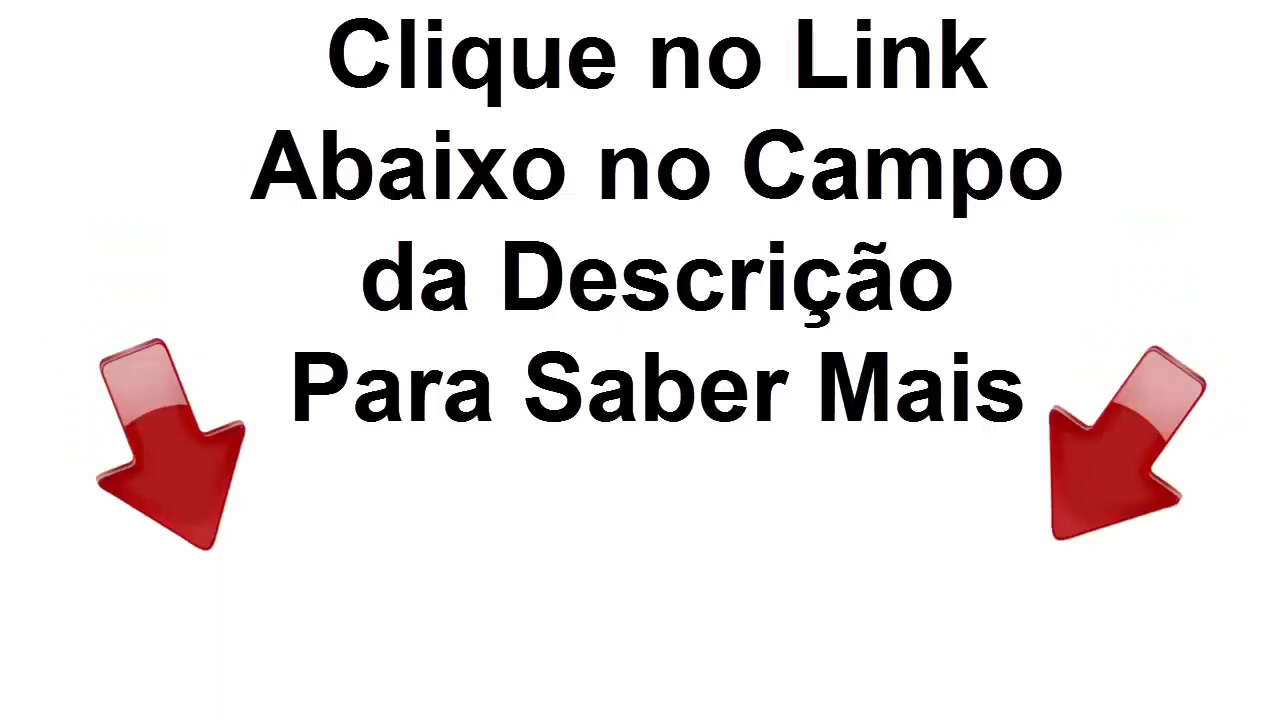 Clique no Link
Abaixo no Campo
da Descrição
Para Saber Mais